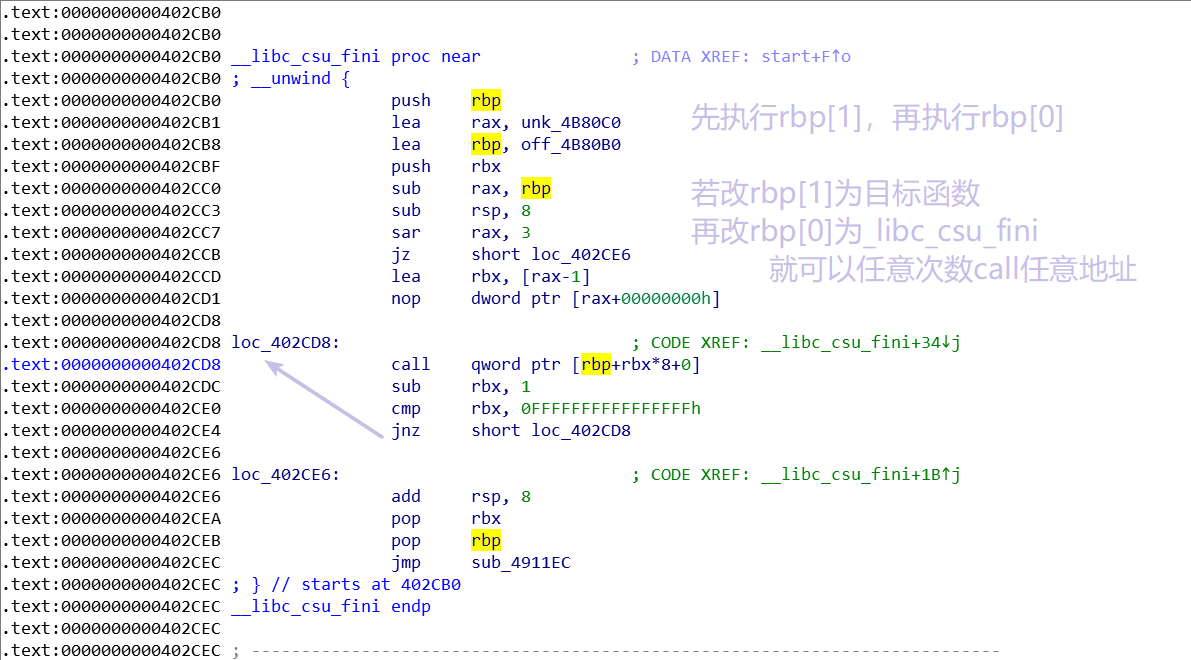 .text:0000000000402CB0
.text:0000000000402CB0
.text:0000000000402CB0 __libc_csu_fini proc near ; DATA XREF: start+F↑o
.text:0000000000402CB0 ; __unwind {
.text:0000000000402CB0 push rbp
.text:0000000000402CB1 lea rax, unk_4B80C0
.text:0000000000402CB8 lea rbp, off_4B80B0
.text:0000000000402CBF push rbx
.text:0000000000402CC0 sub rax, rbp
.text:0000000000402CC3 sub rsp, 8
.text:0000000000402CC7 sar rax, 3
.text:0000000000402CCB jz short loc_402CE6
.text:0000000000402CCD lea rbx, [rax-1]
.text:0000000000402CD1 nop dword ptr [rax+00000000h]
.text:0000000000402CD8
.text:0000000000402CD8 loc_402CD8: ; CODE XREF: __libc_csu_fini+34↓j
.text:0000000000402CD8 call qword ptr [rbp+rbx*8+0]
.text:0000000000402CDC sub rbx, 1
.text:0000000000402CE0 cmp rbx, 0FFFFFFFFFFFFFFFFh
.text:0000000000402CE4 jnz short loc_402CD8
.text:0000000000402CE6
.text:0000000000402CE6 loc_402CE6: ; CODE XREF: __libc_csu_fini+1B↑j
.text:0000000000402CE6 add rsp, 8
.text:0000000000402CEA pop rbx
.text:0000000000402CEB pop rbp
.text:0000000000402CEC jmp sub_4911EC
.text:0000000000402CEC ; } // starts at 402CB0
.text:0000000000402CEC __libc_csu_fini endp
.text:0000000000402CEC
.text:0000000000402CEC ; ---------------------------------------------------------------------------
先执行rbp[1]，再执行rbp[0]
若改rbp[1]为目标函数
再改rbp[0]为_libc_csu_fini
就可以任意次数call任意地址